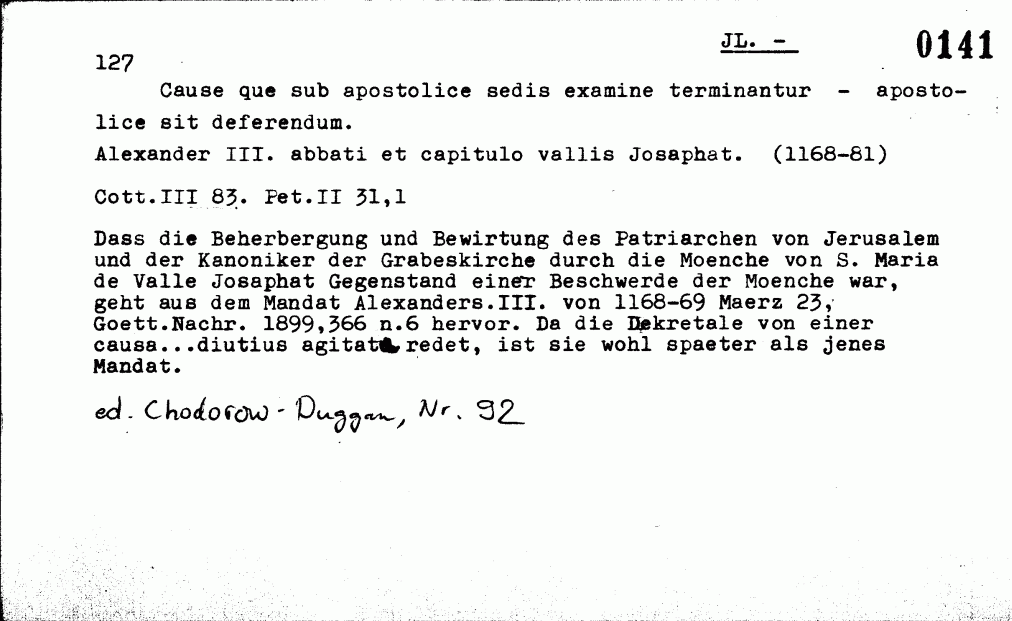 JL. - 0141
127
Cause que sub apostolice sedis examine terminantur - aposto-
lice sit deferendum.
Alexander III. abbati et capitulo vallis Josaphat. (1168-81)
Cott.III 83. Pet.II 31,1
Dass die Beherbergung und Bewirtung des Patriarchen von Jerusalem
und der Kanoniker der Grabeskirche durch die Moenche von S. Maria
de Valle Josaphat Gegenstand einer Beschwerde der Moenche war,
geht aus dem Mandat Alexanders.III. von 1168-69 Maerz 23,
Goett.Nachr. 1899,366 n.6 hervor. Da die Dekretale von einer
causa...diutius agitata redet, ist sie wohl spaeter als jenes
Mandat.
ed. Chodorow - Duggan, Nr. 92